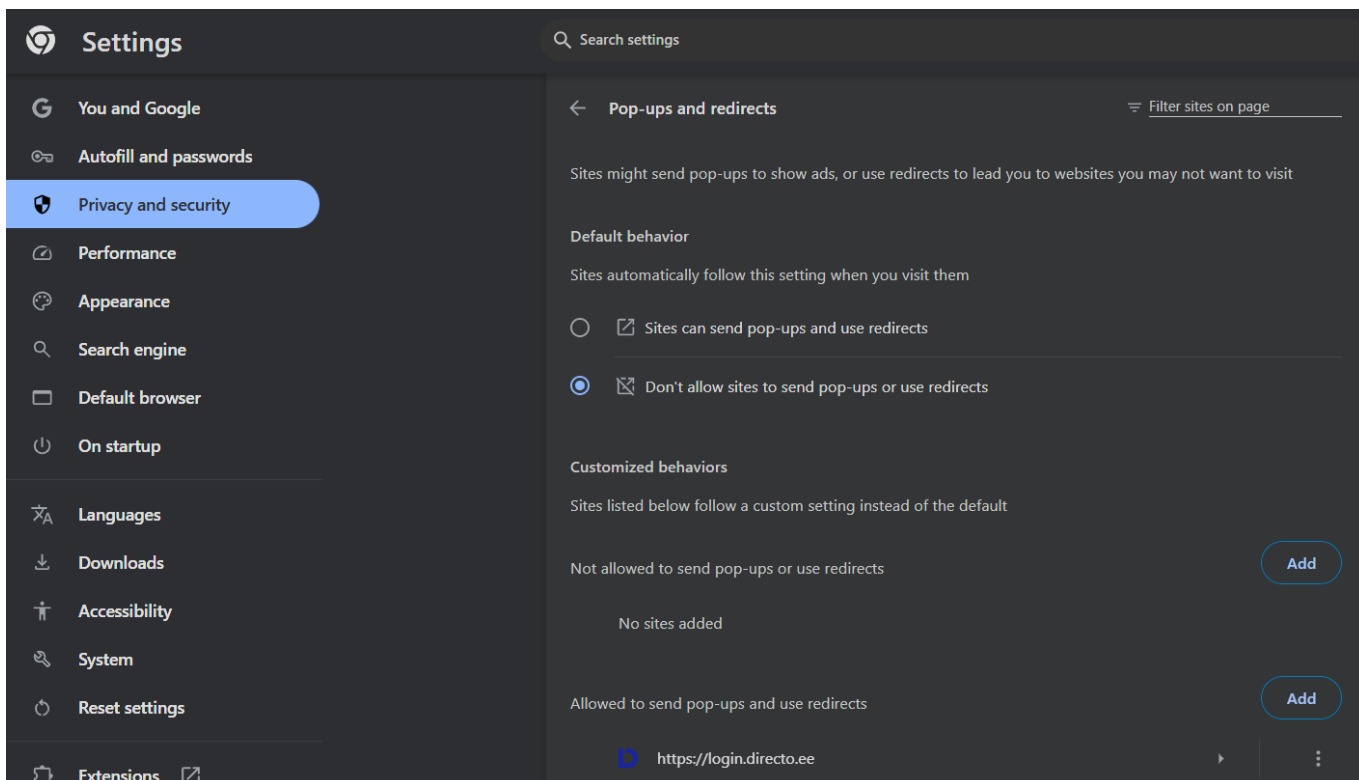 Settings
Search settings
You and Google
Autofill and passwords
Privacy and security
Performance
Appearance
Search engine
Default browser
On startup
Languages
Downloads
Accessibility
System
Reset settings
Extensions
Pop-ups and redirects
Filter sites on page
Sites might send pop-ups to show ads, or use redirects to lead you to websites you may not want to visit
Default behavior
Sites automatically follow this setting when you visit them
Sites can send pop-ups and use redirects
Don't allow sites to send pop-ups or use redirects
Customized behaviors
Sites listed below follow a custom setting instead of the default
Not allowed to send pop-ups or use redirects
Add
No sites added
Allowed to send pop-ups and use redirects
Add
https://login.directo.ee